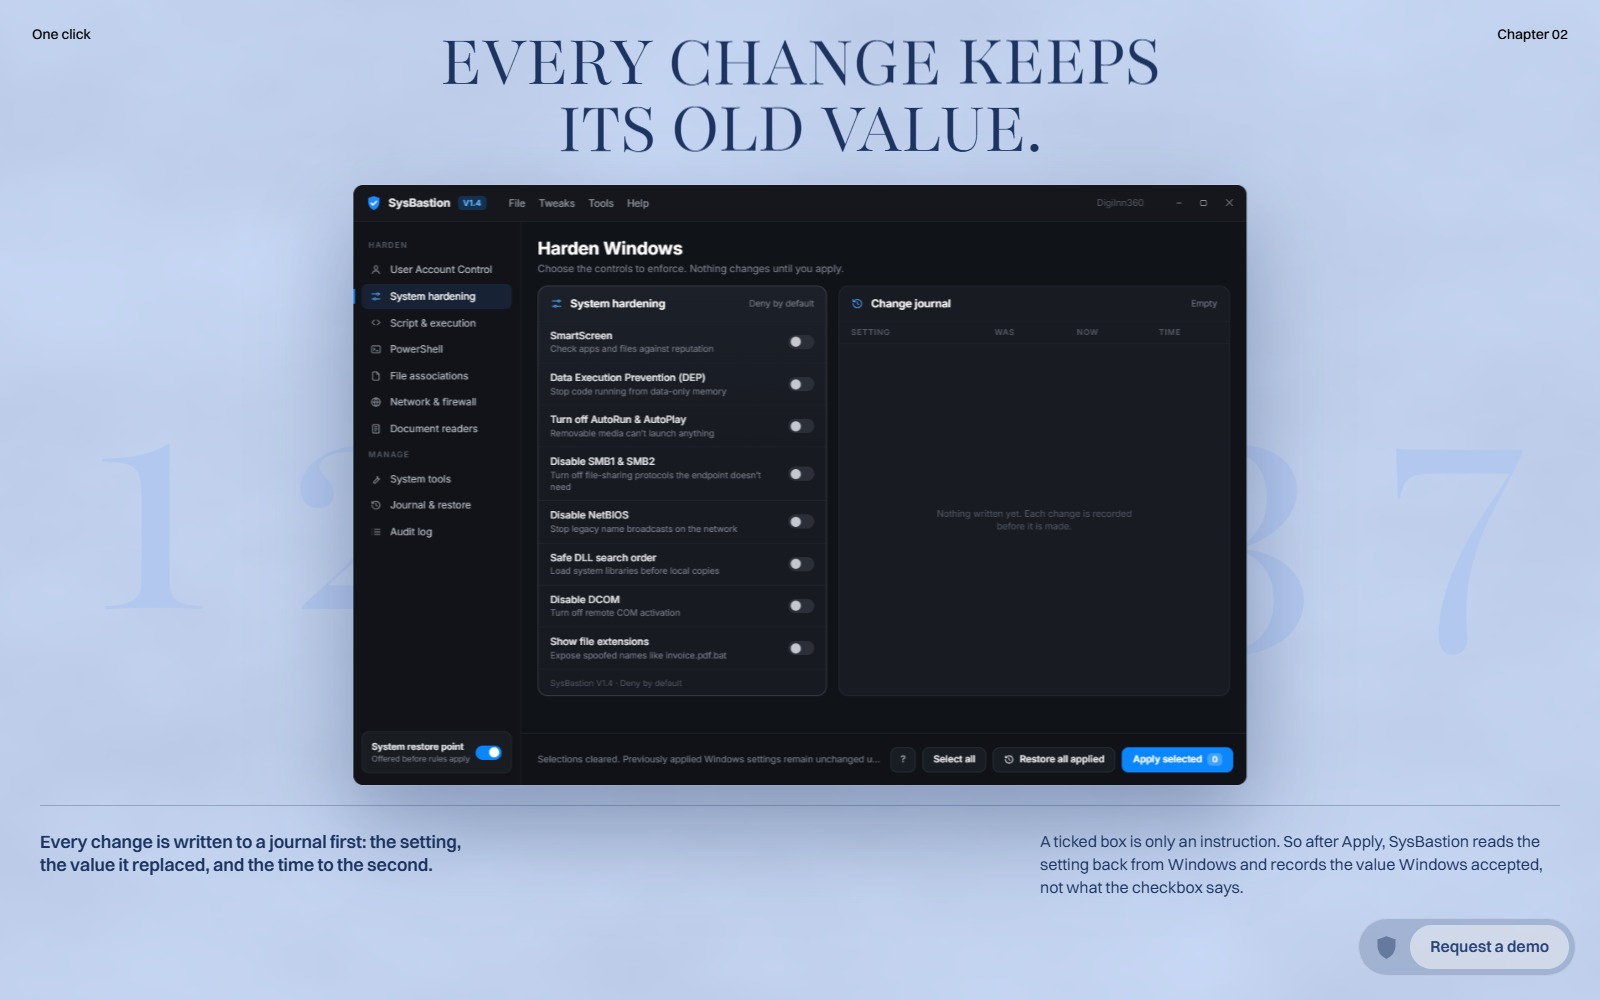 One click
Chapter 02
EVERY CHANGE KEEPS
ITS OLD VALUE.
SysBastion V1.4 File Tweaks Tools Help DigiInn360
HARDEN
User Account Control
System hardening
Script & execution
PowerShell
File associations
Network & firewall
Document readers
MANAGE
System tools
Journal & restore
Audit log
System restore point
Offered before rules apply
Harden Windows
Choose the controls to enforce. Nothing changes until you apply.
System hardening Deny by default
SmartScreen
Check apps and files against reputation
Data Execution Prevention (DEP)
Stop code running from data-only memory
Turn off AutoRun & AutoPlay
Removable media can't launch anything
Disable SMB1 & SMB2
Turn off file-sharing protocols the endpoint doesn't
need
Disable NetBIOS
Stop legacy name broadcasts on the network
Safe DLL search order
Load system libraries before local copies
Disable DCOM
Turn off remote COM activation
Show file extensions
Expose spoofed names like invoice.pdf.bat
SysBastion V1.4 · Deny by default
Change journal Empty
SETTING WAS NOW TIME
Nothing written yet. Each change is recorded
before it is made.
Selections cleared. Previously applied Windows settings remain unchanged u...
? Select all Restore all applied Apply selected 0
1 2 3 7
Every change is written to a journal first: the setting,
the value it replaced, and the time to the second.
A ticked box is only an instruction. So after Apply, SysBastion reads the
setting back from Windows and records the value Windows accepted,
not what the checkbox says.
Request a demo